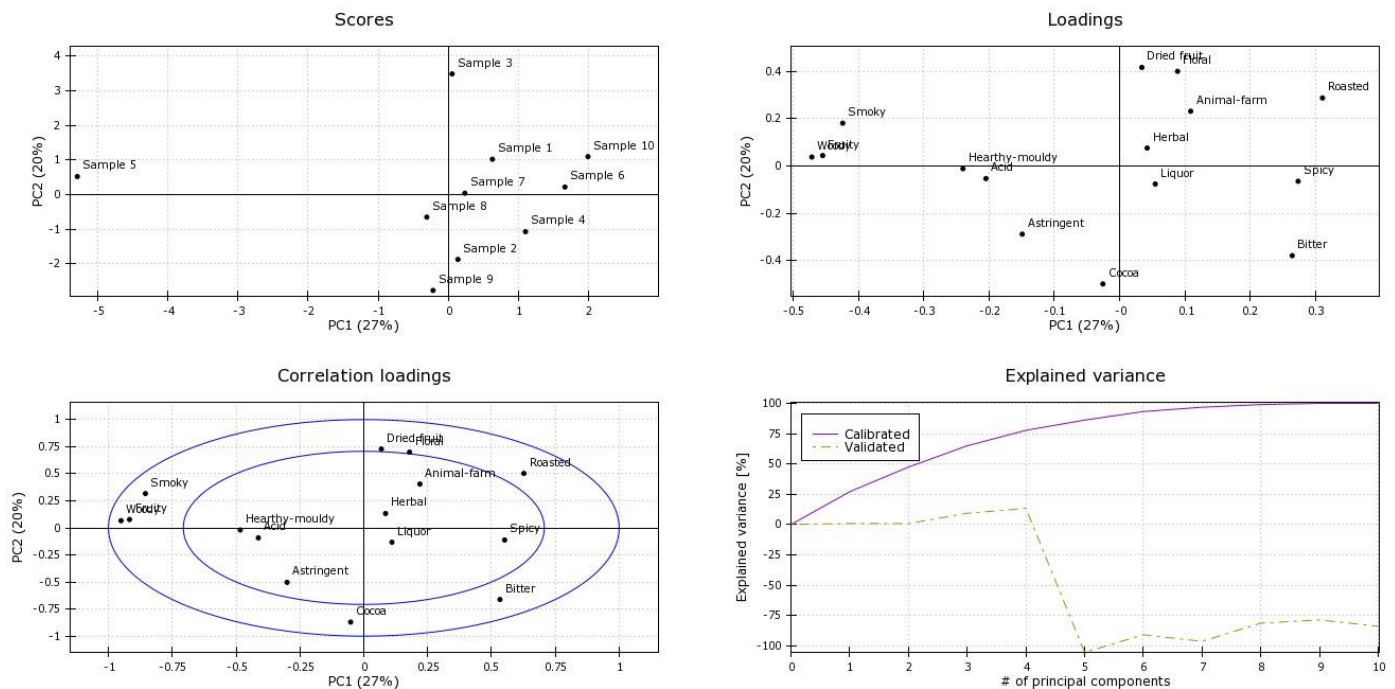 Scores
4
3
2
1
0
-1
-2
PC2 (20%)
Sample 3
Sample 5
Sample 1
Sample 10
Sample 7
Sample 6
Sample 8
Sample 4
Sample 2
Sample 9
-5
-4
-3
-2
-1
0
1
2
PC1 (27%)
Loadings
0.4
0.2
0
-0.2
-0.4
PC2 (20%)
Dried fruit
Floral
Roasted
Animal-farm
Smoky
Herbal
Woody
Fruity
Hearthy-mouldy
Acid
Liquor
Spicy
Astringent
Bitter
Cocoa
-0.5
-0.4
-0.3
-0.2
-0.1
-0
0.1
0.2
0.3
PC1 (27%)
Correlation loadings
1
0.75
0.5
0.25
0
-0.25
-0.5
-0.75
-1
PC2 (20%)
Dried fruit
Floral
Roasted
Animal-farm
Smoky
Herbal
Woody
Fruity
Hearthy-mouldy
Acid
Liquor
Spicy
Astringent
Bitter
Cocoa
-1
-0.75
-0.5
-0.25
0
0.25
0.5
0.75
1
PC1 (27%)
Explained variance
100
75
50
25
0
-25
-50
-75
-100
Explained variance [%]
Calibrated
Validated
0
1
2
3
4
5
6
7
8
9
10
# of principal components